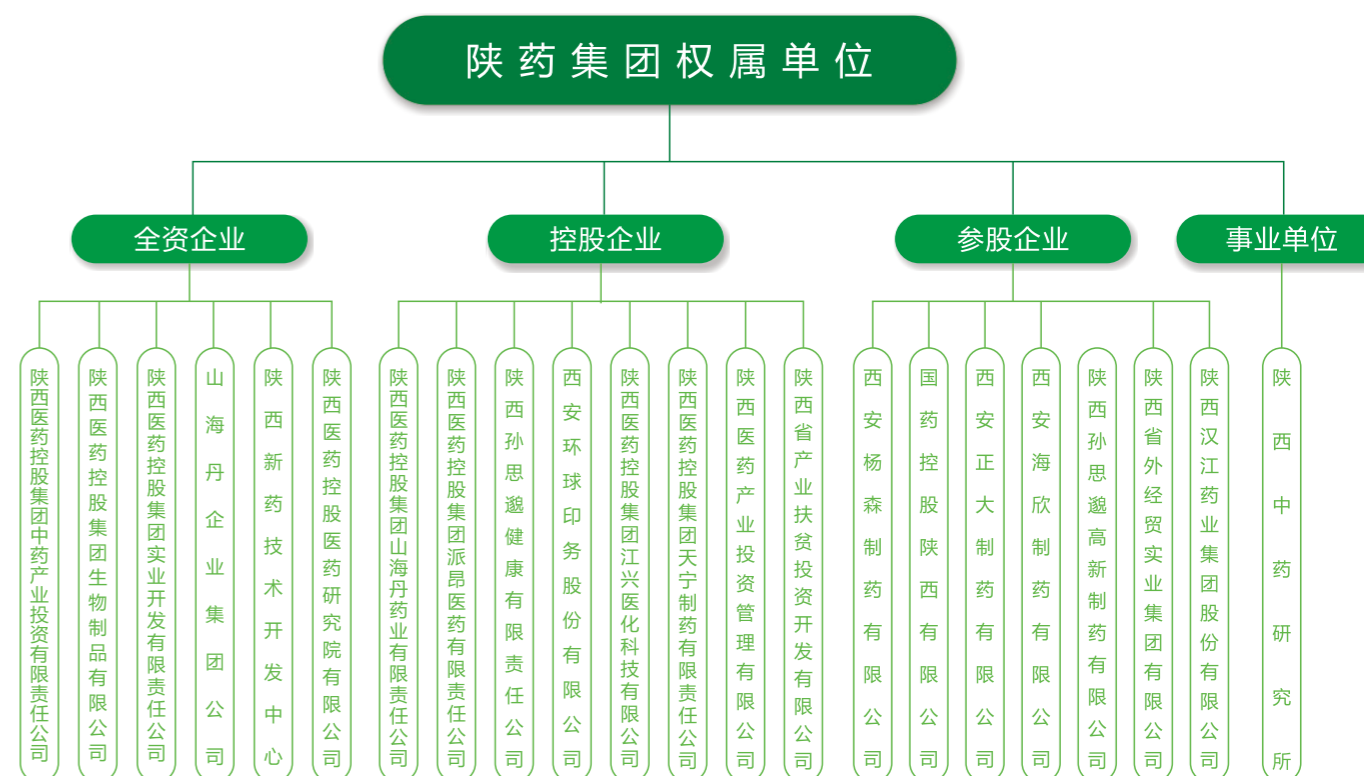 陕药集团权属单位
全资企业
控股企业
参股企业
事业单位
陕西医药控股集团中药产业投资有限责任公司
陕西医药控股集团生物制品有限公司
陕西医药控股集团实业开发有限责任公司
山海丹企业集团公司
陕西新药技术开发中心
陕西医药控股医药研究院有限公司
陕西医药控股集团山海丹药业有限责任公司
陕西医药控股集团派昂医药有限责任公司
陕西孙思邈健康有限责任公司
西安环球印务股份有限公司
陕西医药控股集团江兴医化科技有限公司
陕西医药控股集团天宁制药有限责任公司
陕西医药产业投资管理有限公司
陕西省产业扶贫投资开发有限公司
西安杨森制药有限公司
国药控股陕西有限公司
西安正大制药有限公司
西安海欣制药有限公司
陕西孙思邈高新制药有限公司
陕西省外经贸实业集团有限公司
陕西汉江药业集团股份有限公司
陕西中药研究所